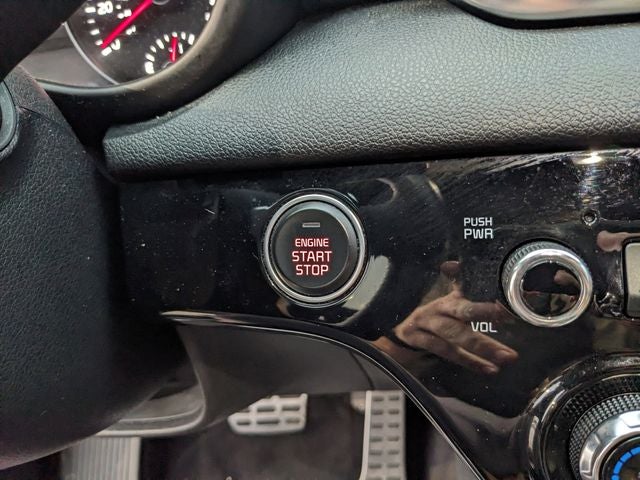 20
ENGINE
START
STOP
PUSH
PWR
VOL